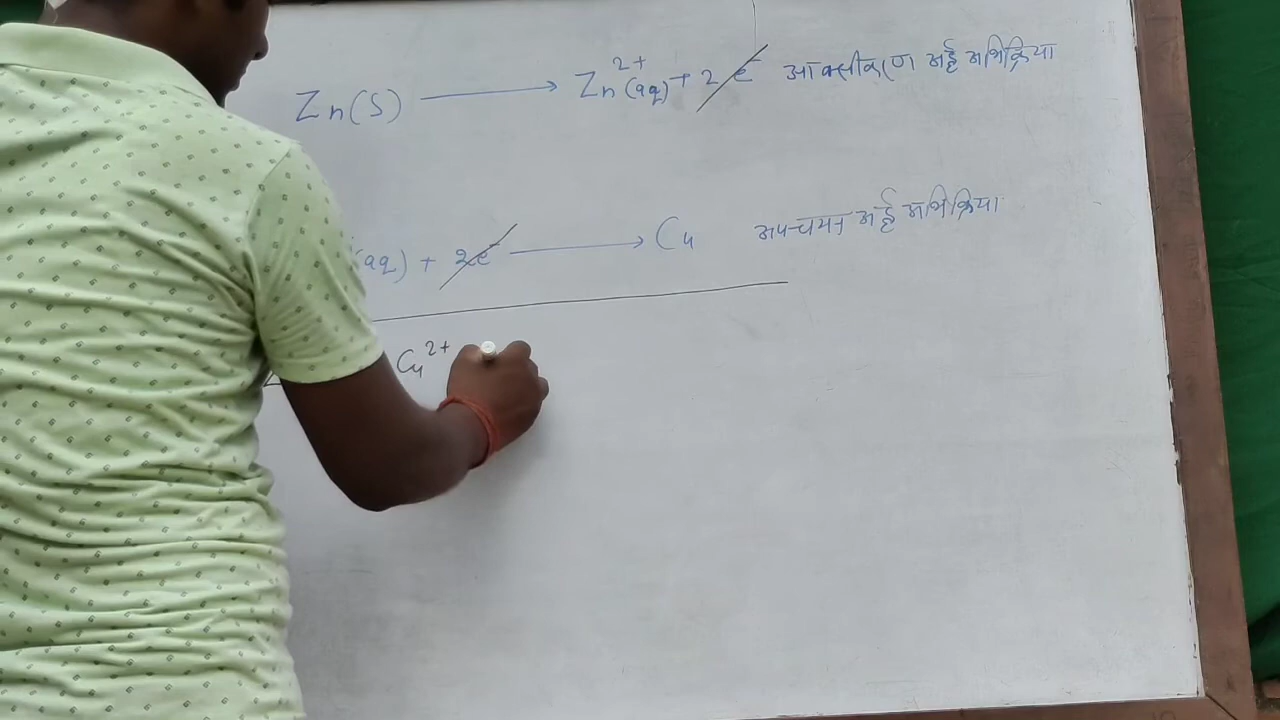 Zn(S) ⟶ Zn²⁺(aq) + 2e⁻ आक्सीकरण अर्द्ध अभिक्रिया
(aq) + 2e⁻ ⟶ Cu अपचयन अर्द्ध अभिक्रिया
Cu²⁺